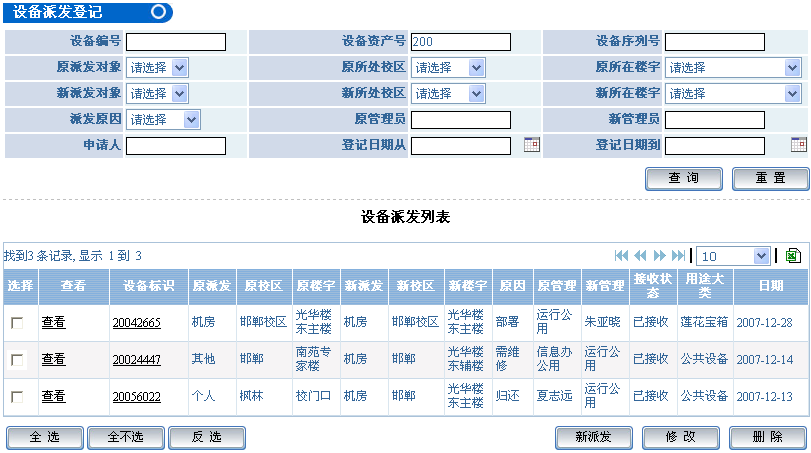 设备派发登记
设备编号 设备资产号 200 设备序列号
原派发对象 请选择 原所处校区 请选择 原所在楼宇 请选择
新派发对象 请选择 新所处校区 请选择 新所在楼宇 请选择
派发原因 请选择 原管理员 新管理员
申请人 登记日期从 登记日期到
查 询 重 置
设备派发列表
找到3 条记录, 显示 1 到 3 10
选择 查看 设备标识 原派发 原校区 原楼宇 新派发 新校区 新楼宇 原因 原管理 新管理 接收状态 用途大类 日期
查看 20042665 机房 邯郸校区 光华楼东主楼 机房 邯郸校区 光华楼东主楼 部署 运行公用 朱亚晓 已接收 莲花宝箱 2007-12-28
查看 20024447 其他 邯郸 南苑专家楼 机房 邯郸 光华楼东辅楼 需维修 信息办公用 运行公用 已接收 公共设备 2007-12-14
查看 20056022 个人 枫林 校门口 机房 邯郸 光华楼东主楼 归还 夏志远 运行公用 已接收 公共设备 2007-12-13
全 选 全不选 反 选 新派发 修 改 删 除